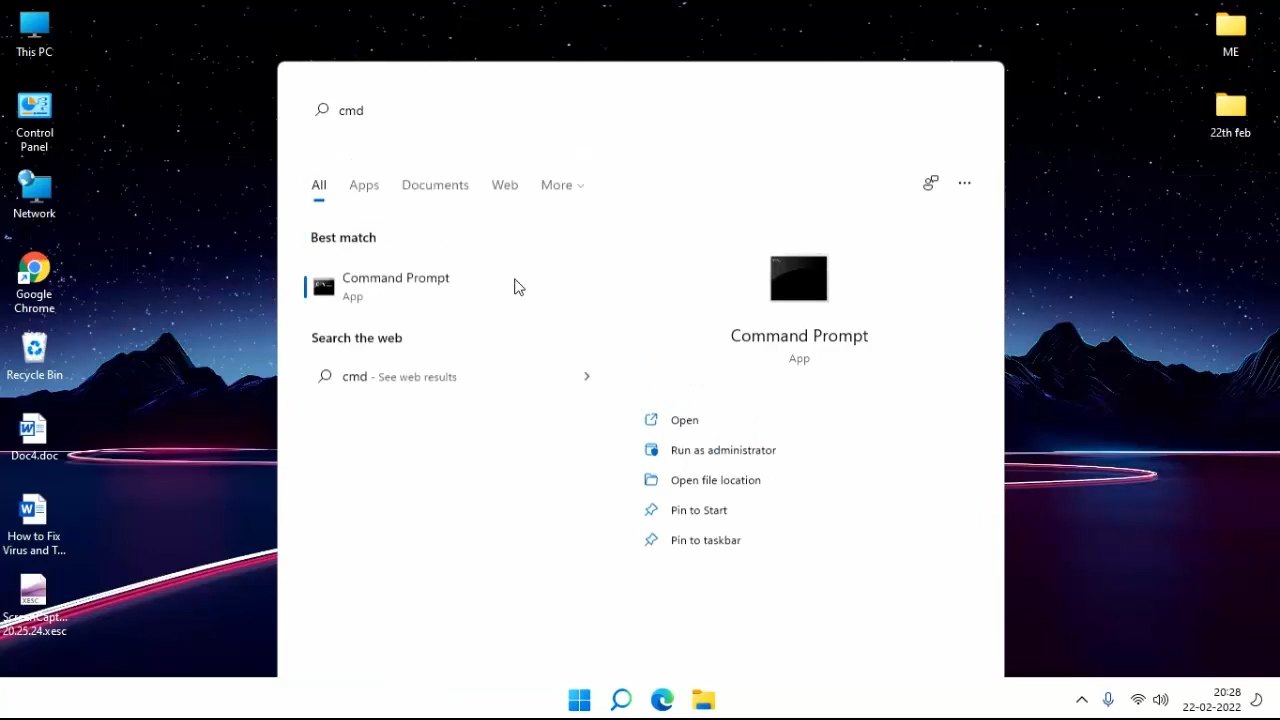 This PC
Control
Panel
Network
Google
Chrome
Recycle Bin
Doc4.doc
How to Fix
Virus and T...
20.25.24.xesc
ME
22th feb
cmd
All
Apps
Documents
Web
More
Best match
Command Prompt
App
Search the web
cmd - See web results
Command Prompt
App
Open
Run as administrator
Open file location
Pin to Start
Pin to taskbar
20:28
22-02-2022